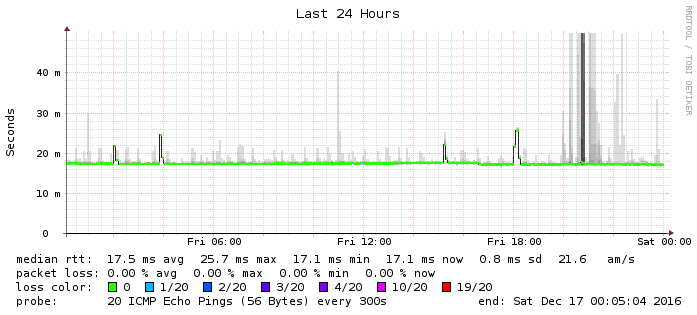 Last 24 Hours
RRDTOOL / TOBI OETIKER
Seconds
40 m
30 m
20 m
10 m
0
Fri 06:00 Fri 12:00 Fri 18:00 Sat 00:00
median rtt: 17.5 ms avg 25.7 ms max 17.1 ms min 17.1 ms now 0.8 ms sd 21.6 am/s
packet loss: 0.00 % avg 0.00 % max 0.00 % min 0.00 % now
loss color: 0 1/20 2/20 3/20 4/20 10/20 19/20
probe: 20 ICMP Echo Pings (56 Bytes) every 300s end: Sat Dec 17 00:05:04 2016